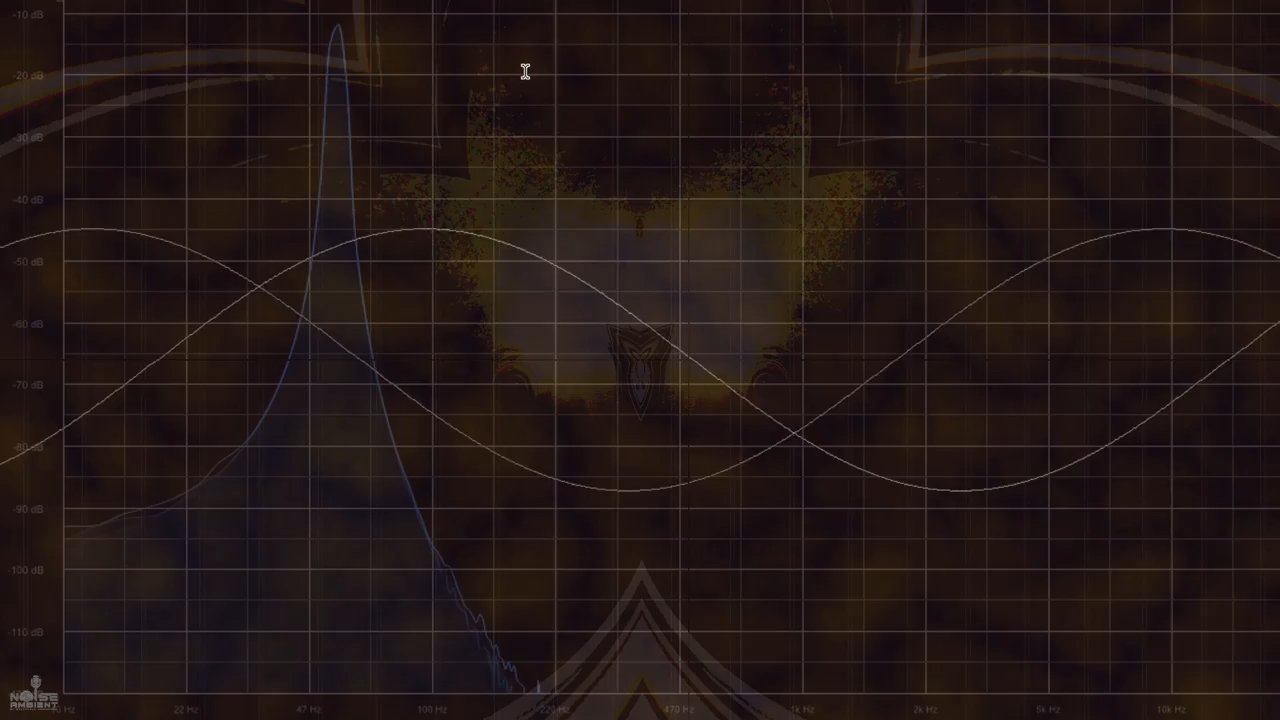 -10 dB
-20 dB
-30 dB
-40 dB
-50 dB
-60 dB
-70 dB
-80 dB
-90 dB
-100 dB
-110 dB
22 Hz 47 Hz 100 Hz 220 Hz 470 Hz 1k Hz 2k Hz 5k Hz 10k Hz
NOISE
AMBIENT